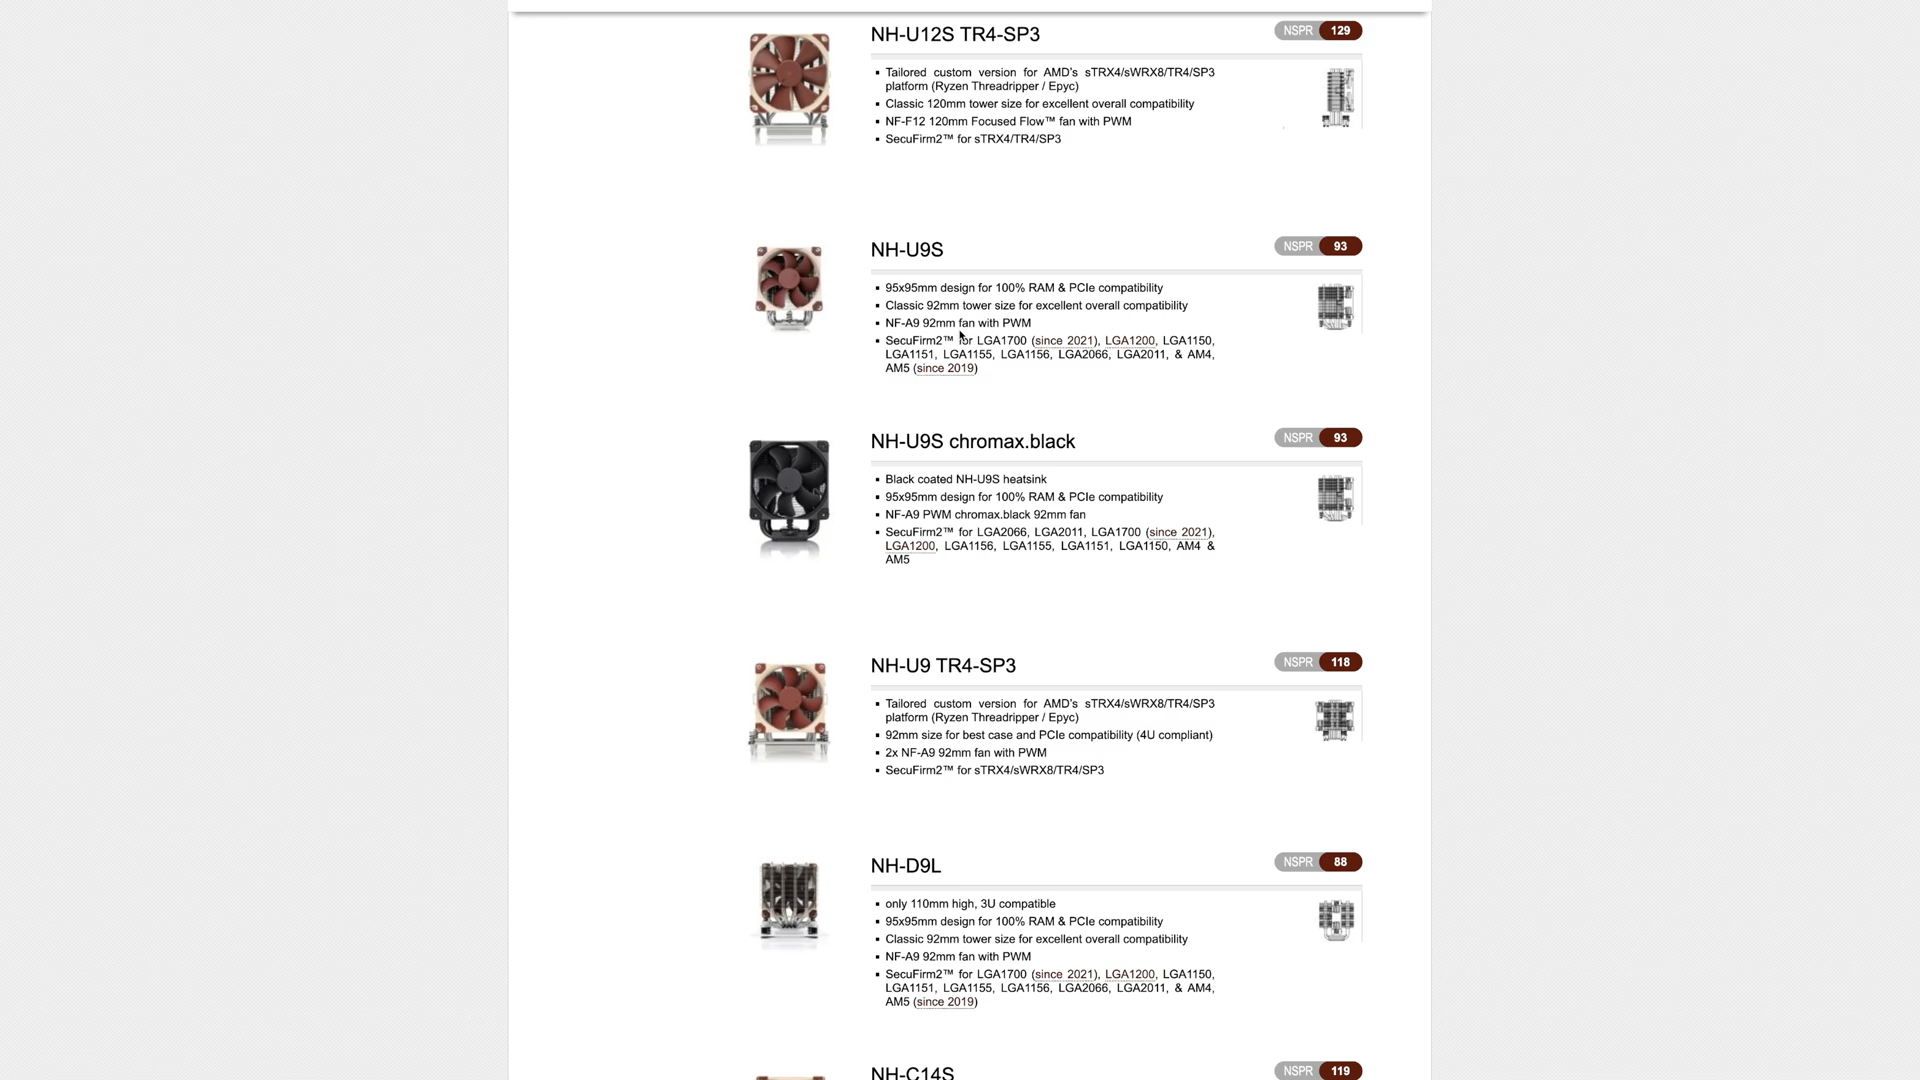 NH-U12S TR4-SP3
NSPR 129
▪ Tailored custom version for AMD's sTRX4/sWRX8/TR4/SP3
platform (Ryzen Threadripper / Epyc)
▪ Classic 120mm tower size for excellent overall compatibility
▪ NF-F12 120mm Focused Flow™ fan with PWM
▪ SecuFirm2™ for sTRX4/TR4/SP3
NH-U9S
NSPR 93
▪ 95x95mm design for 100% RAM & PCIe compatibility
▪ Classic 92mm tower size for excellent overall compatibility
▪ NF-A9 92mm fan with PWM
▪ SecuFirm2™ for LGA1700 (since 2021), LGA1200, LGA1150,
LGA1151, LGA1155, LGA1156, LGA2066, LGA2011, & AM4,
AM5 (since 2019)
NH-U9S chromax.black
NSPR 93
▪ Black coated NH-U9S heatsink
▪ 95x95mm design for 100% RAM & PCIe compatibility
▪ NF-A9 PWM chromax.black 92mm fan
▪ SecuFirm2™ for LGA2066, LGA2011, LGA1700 (since 2021),
LGA1200, LGA1156, LGA1155, LGA1151, LGA1150, AM4 &
AM5
NH-U9 TR4-SP3
NSPR 118
▪ Tailored custom version for AMD's sTRX4/sWRX8/TR4/SP3
platform (Ryzen Threadripper / Epyc)
▪ 92mm size for best case and PCIe compatibility (4U compliant)
▪ 2x NF-A9 92mm fan with PWM
▪ SecuFirm2™ for sTRX4/sWRX8/TR4/SP3
NH-D9L
NSPR 88
▪ only 110mm high, 3U compatible
▪ 95x95mm design for 100% RAM & PCIe compatibility
▪ Classic 92mm tower size for excellent overall compatibility
▪ NF-A9 92mm fan with PWM
▪ SecuFirm2™ for LGA1700 (since 2021), LGA1200, LGA1150,
LGA1151, LGA1155, LGA1156, LGA2066, LGA2011, & AM4,
AM5 (since 2019)
NH-C14S
NSPR 119